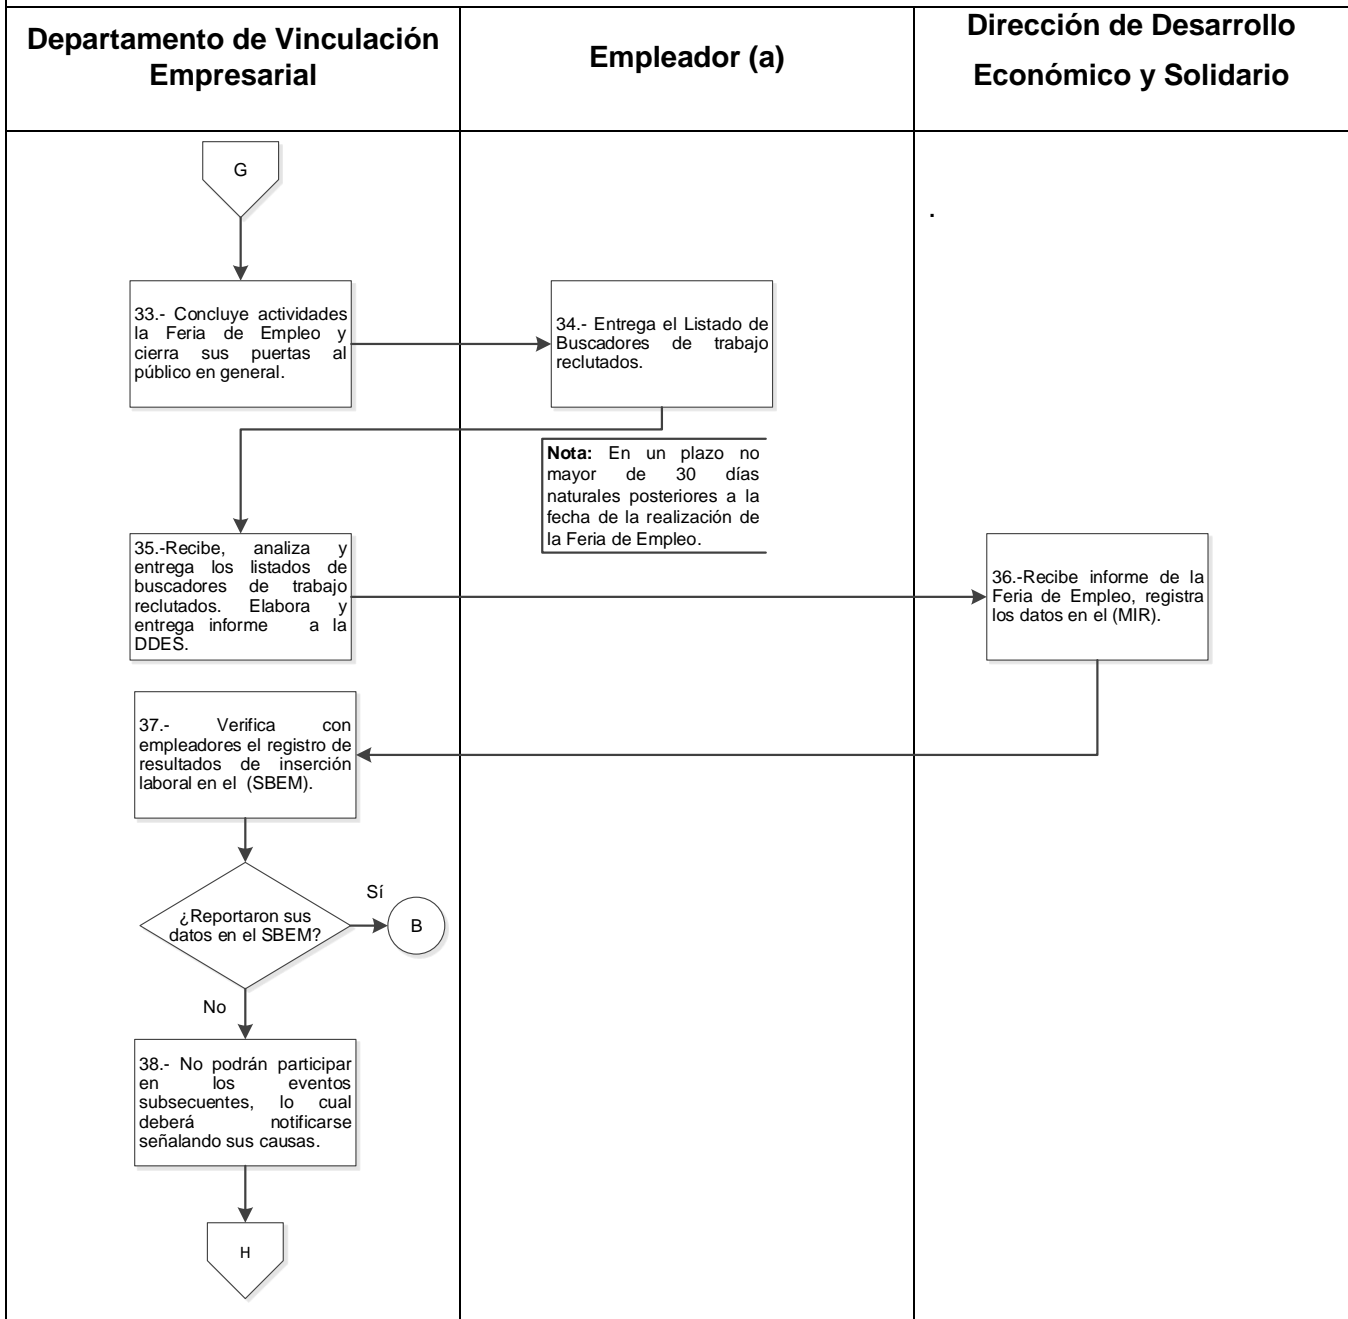 Departamento de Vinculación
Empresarial
Empleador (a)
Dirección de Desarrollo
Económico y Solidario
G
.
33.- Concluye actividades
la Feria de Empleo y
cierra sus puertas al
público en general.
34.- Entrega el Listado de
Buscadores de trabajo
reclutados.
Nota: En un plazo no
mayor de 30 días
naturales posteriores a la
fecha de la realización de
la Feria de Empleo.
35.-Recibe, analiza y
entrega los listados de
buscadores de trabajo
reclutados. Elabora y
entrega informe a la
DDES.
36.-Recibe informe de la
Feria de Empleo, registra
los datos en el (MIR).
37.- Verifica con
empleadores el registro de
resultados de inserción
laboral en el (SBEM).
¿Reportaron sus
datos en el SBEM?
Sí
B
No
38.- No podrán participar
en los eventos
subsecuentes, lo cual
deberá notificarse
señalando sus causas.
H